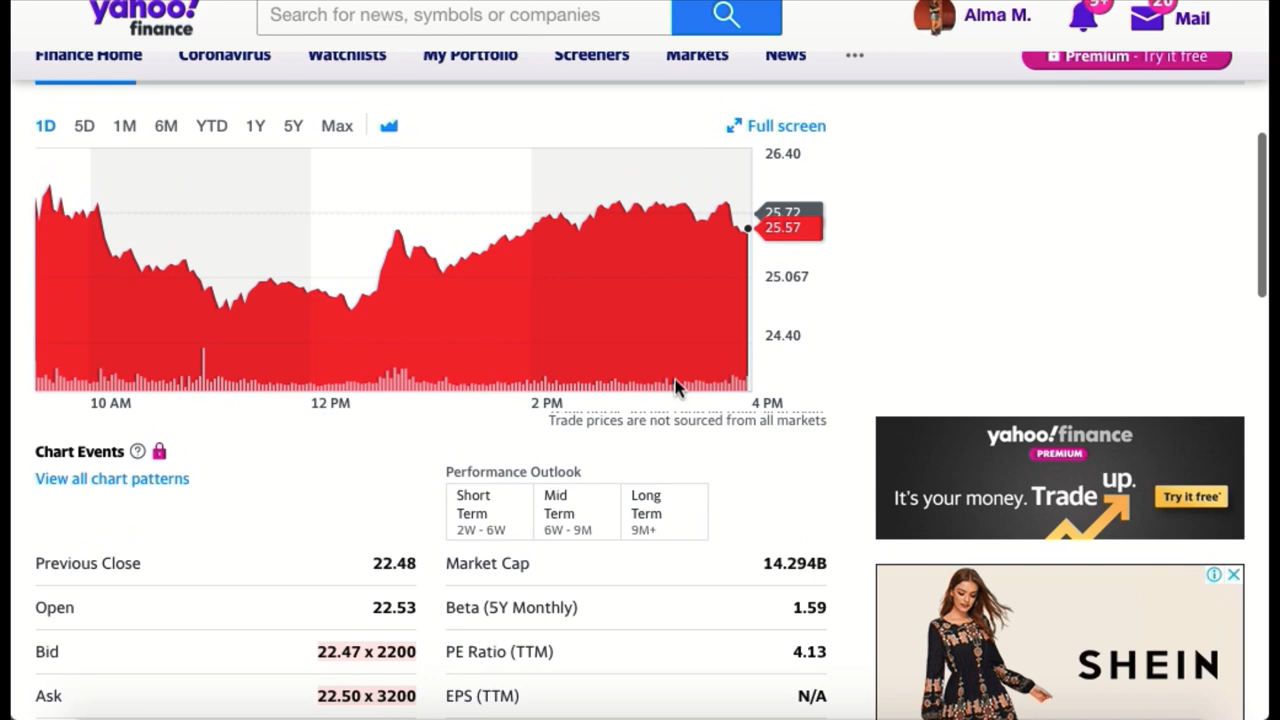 yahoo!
finance
Search for news, symbols or companies
Alma M.
Mail
Finance Home Coronavirus Watchlists My Portfolio Screeners Markets News ...
Premium - Try it free
1D 5D 1M 6M YTD 1Y 5Y Max
Full screen
26.40
25.72
25.57
25.067
24.40
10 AM 12 PM 2 PM 4 PM
Trade prices are not sourced from all markets
Chart Events
View all chart patterns
Performance Outlook
Short Term 2W - 6W
Mid Term 6W - 9M
Long Term 9M+
Previous Close 22.48
Open 22.53
Bid 22.47 x 2200
Ask 22.50 x 3200
Market Cap 14.294B
Beta (5Y Monthly) 1.59
PE Ratio (TTM) 4.13
EPS (TTM) N/A
yahoo!finance
PREMIUM
It's your money. Trade up.
Try it free*
SHEIN